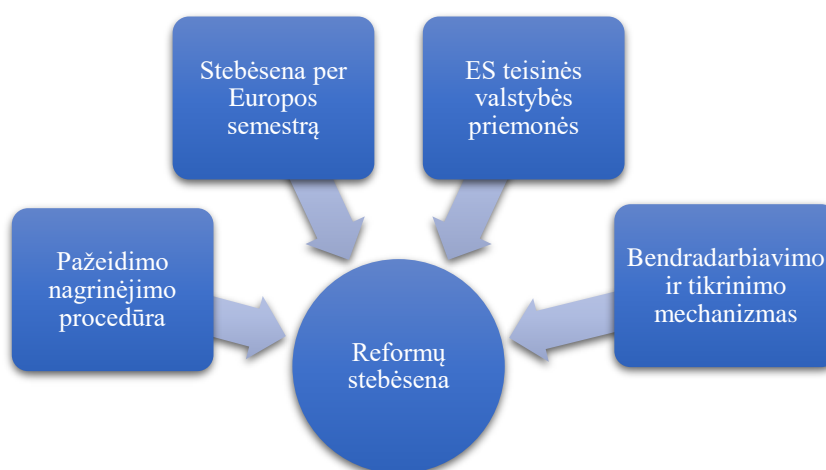 Stebėsena per
Europos
semestrą
ES teisinės
valstybės
priemonės
Pažeidimo
nagrinėjimo
procedūra
Bendradarbiavimo
ir tikrinimo
mechanizmas
Reformų
stebėsena